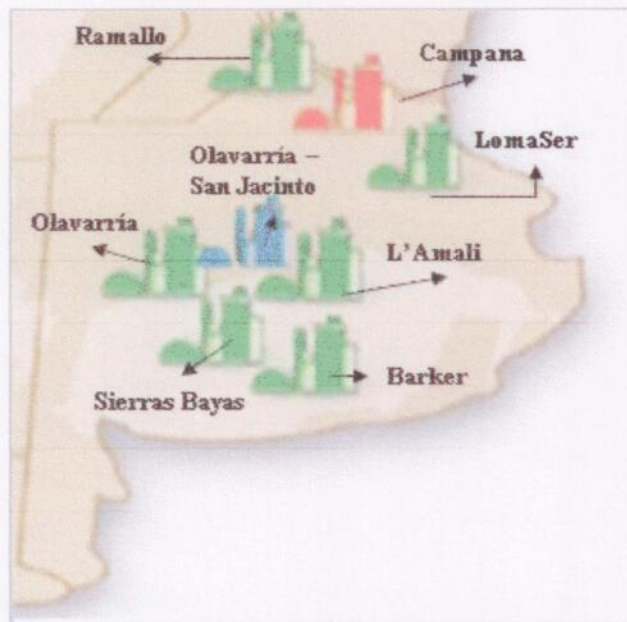 Ramallo
Campana
LomaSer
Olavarría –
San Jacinto
Olavarría
L'Amali
Sierras Bayas
Barker